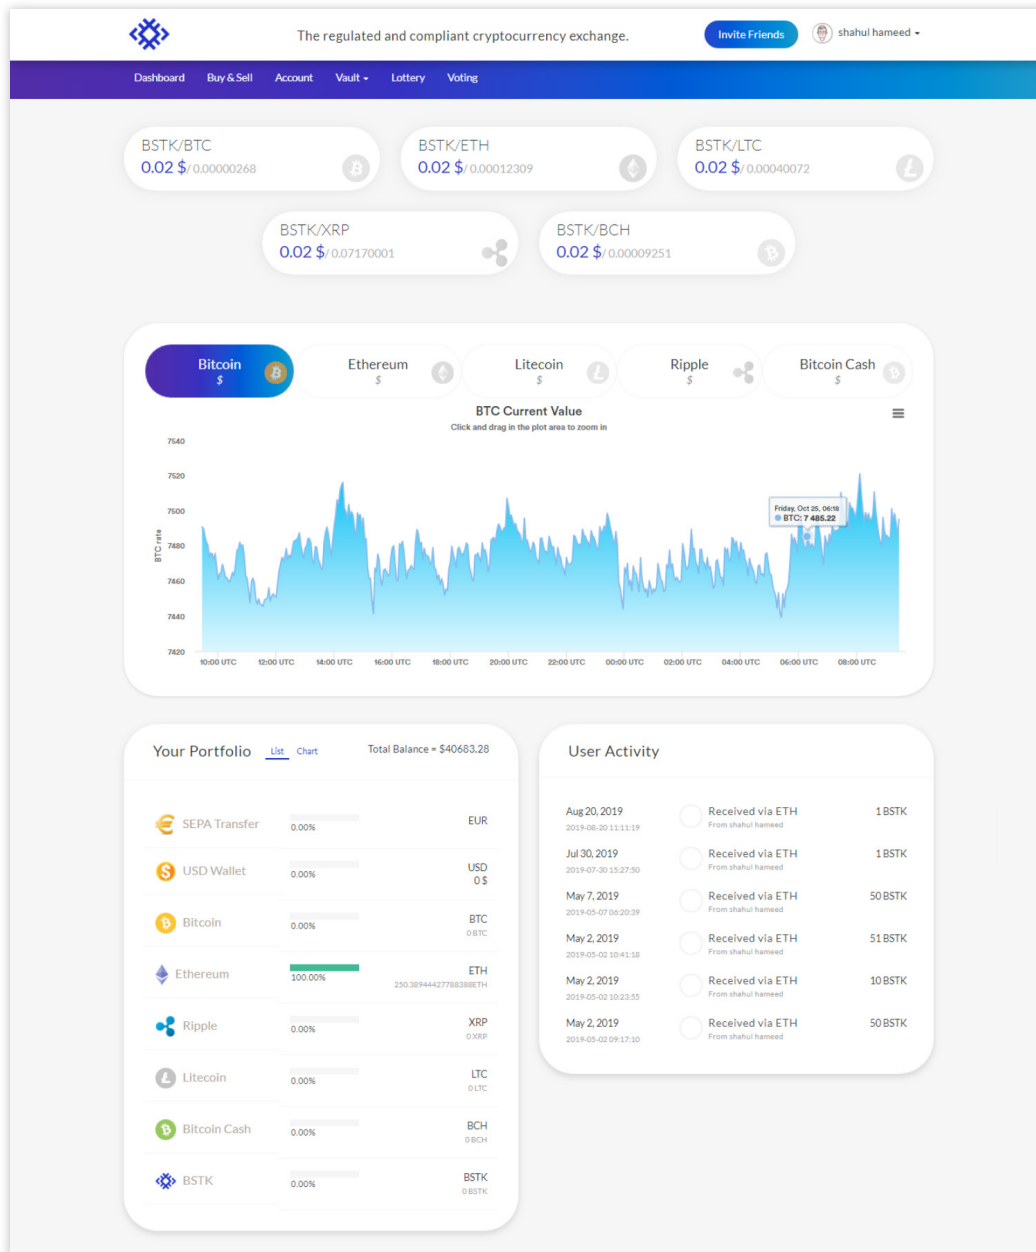 The regulated and compliant cryptocurrency exchange.
Invite Friends
shahul hameed
Dashboard Buy & Sell Account Vault Lottery Voting
BSTK/BTC
0.02 $/ 0.00000268
BSTK/ETH
0.02 $/ 0.00012309
BSTK/LTC
0.02 $/ 0.00040072
BSTK/XRP
0.02 $/ 0.07170001
BSTK/BCH
0.02 $/ 0.00009251
Bitcoin
$
Ethereum
$
Litecoin
$
Ripple
$
Bitcoin Cash
$
BTC Current Value
Click and drag in the plot area to zoom in
BTC rate
7540
7520
7500
7480
7460
7440
7420
Friday, Oct 25, 06:18
BTC: 7 485.22
10:00 UTC 12:00 UTC 14:00 UTC 16:00 UTC 18:00 UTC 20:00 UTC 22:00 UTC 00:00 UTC 02:00 UTC 04:00 UTC 06:00 UTC 08:00 UTC
Your Portfolio List Chart Total Balance = $40683.28
SEPA Transfer 0.00% EUR
USD Wallet 0.00% USD
0 $
Bitcoin 0.00% BTC
0 BTC
Ethereum 100.00% ETH
250.38944427788388ETH
Ripple 0.00% XRP
0 XRP
Litecoin 0.00% LTC
0 LTC
Bitcoin Cash 0.00% BCH
0 BCH
BSTK 0.00% BSTK
0 BSTK
User Activity
Aug 20, 2019 Received via ETH 1 BSTK
2019-08-20 11:11:19 From shahul hameed
Jul 30, 2019 Received via ETH 1 BSTK
2019-07-30 15:27:50 From shahul hameed
May 7, 2019 Received via ETH 50 BSTK
2019-05-07 06:20:39 From shahul hameed
May 2, 2019 Received via ETH 51 BSTK
2019-05-02 10:41:18 From shahul hameed
May 2, 2019 Received via ETH 10 BSTK
2019-05-02 10:23:55 From shahul hameed
May 2, 2019 Received via ETH 50 BSTK
2019-05-02 09:17:10 From shahul hameed